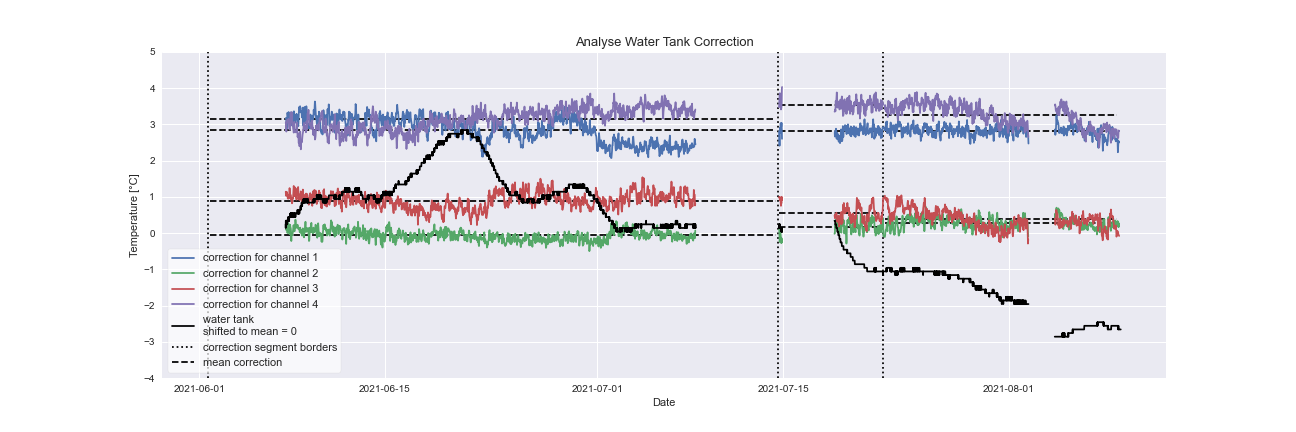 Analyse Water Tank Correction
5
4
3
2
1
0
−1
−2
−3
−4
Temperature [°C]
correction for channel 1
correction for channel 2
correction for channel 3
correction for channel 4
water tank
shifted to mean = 0
correction segment borders
mean correction
2021-06-01
2021-06-15
2021-07-01
2021-07-15
2021-08-01
Date